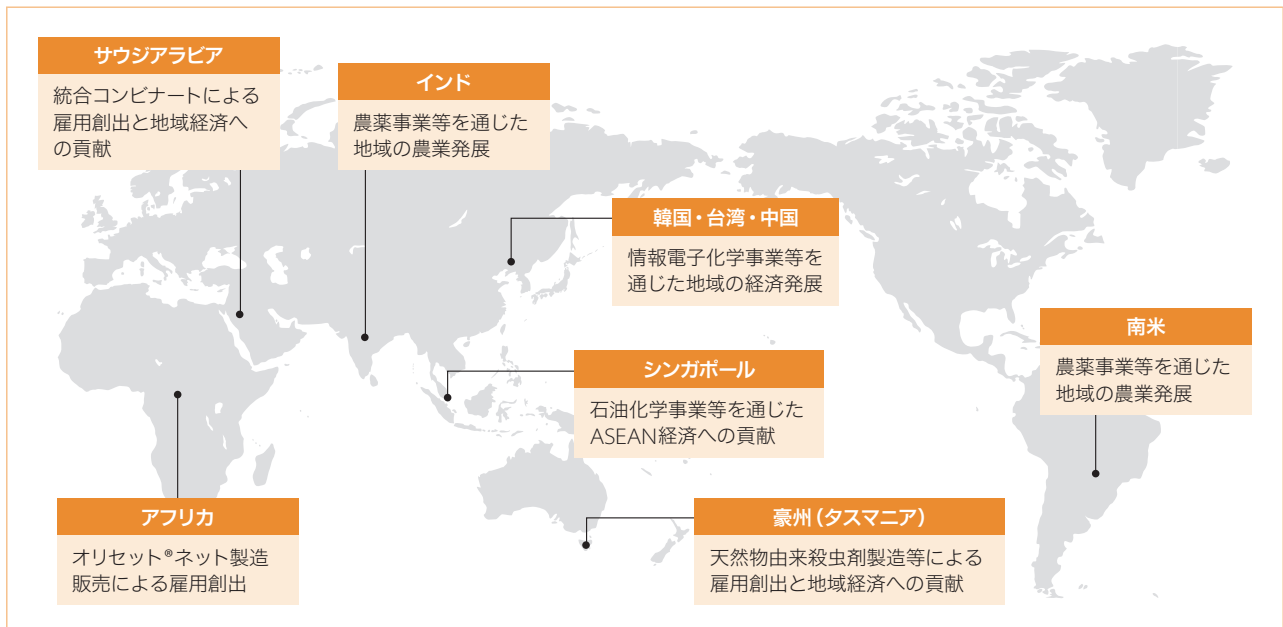 サウジアラビア
統合コンビナートによる
雇用創出と地域経済へ
の貢献
インド
農薬事業等を通じた
地域の農業発展
韓国・台湾・中国
情報電子化学事業等を
通じた地域の経済発展
南米
農薬事業等を通じた
地域の農業発展
シンガポール
石油化学事業等を通じた
ASEAN経済への貢献
アフリカ
オリセット®ネット製造
販売による雇用創出
豪州（タスマニア）
天然物由来殺虫剤製造等による
雇用創出と地域経済への貢献